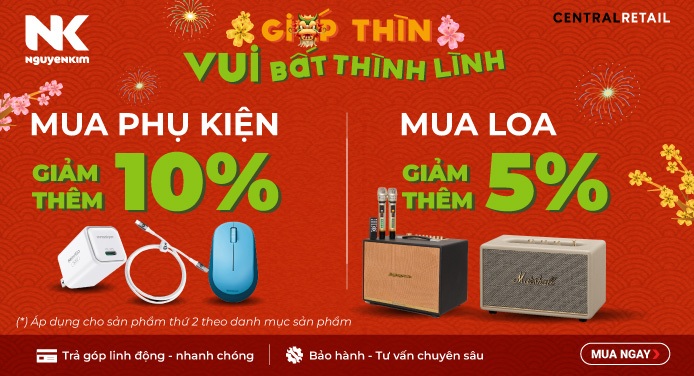 NK
NGUYENKIM
CENTRALRETAIL
GIÁP THÌN
VUI BẤT THÌNH LÌNH
MUA PHỤ KIỆN
GIẢM THÊM 10%
MUA LOA
GIẢM THÊM 5%
Marshall
(*) Áp dụng cho sản phẩm thứ 2 theo danh mục sản phẩm
Trả góp linh động - nhanh chóng
Bảo hành - Tư vấn chuyên sâu
MUA NGAY